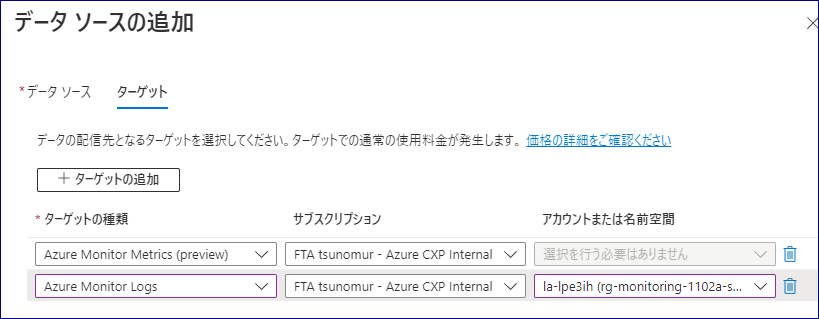 データ ソースの追加
* データ ソース ターゲット
データの配信先となるターゲットを選択してください。ターゲットでの通常の使用料金が発生します。 価格の詳細をご確認ください
+ ターゲットの追加
* ターゲットの種類 サブスクリプション アカウントまたは名前空間
Azure Monitor Metrics (preview) FTA tsunomur - Azure CXP Internal 選択を行う必要はありません
Azure Monitor Logs FTA tsunomur - Azure CXP Internal la-lpe3ih (rg-monitoring-1102a-s...